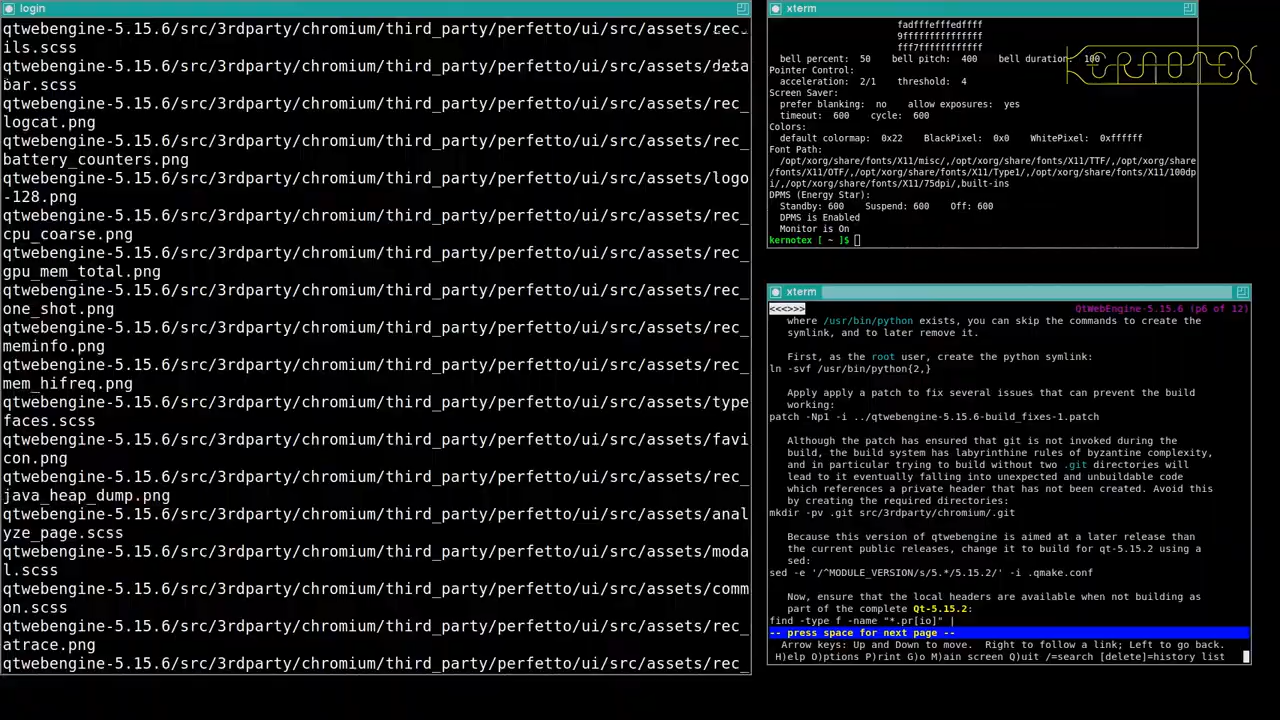 login
qtwebengine-5.15.6/src/3rdparty/chromium/third_party/perfetto/ui/src/assets/rec_
ils.scss
qtwebengine-5.15.6/src/3rdparty/chromium/third_party/perfetto/ui/src/assets/
bar.scss
qtwebengine-5.15.6/src/3rdparty/chromium/third_party/perfetto/ui/src/assets/rec_
logcat.png
qtwebengine-5.15.6/src/3rdparty/chromium/third_party/perfetto/ui/src/assets/rec_
battery_counters.png
qtwebengine-5.15.6/src/3rdparty/chromium/third_party/perfetto/ui/src/assets/logo
-128.png
qtwebengine-5.15.6/src/3rdparty/chromium/third_party/perfetto/ui/src/assets/rec_
cpu_coarse.png
qtwebengine-5.15.6/src/3rdparty/chromium/third_party/perfetto/ui/src/assets/rec_
gpu_mem_total.png
qtwebengine-5.15.6/src/3rdparty/chromium/third_party/perfetto/ui/src/assets/rec_
one_shot.png
qtwebengine-5.15.6/src/3rdparty/chromium/third_party/perfetto/ui/src/assets/rec_
meminfo.png
qtwebengine-5.15.6/src/3rdparty/chromium/third_party/perfetto/ui/src/assets/rec_
mem_hifreq.png
qtwebengine-5.15.6/src/3rdparty/chromium/third_party/perfetto/ui/src/assets/type
faces.scss
qtwebengine-5.15.6/src/3rdparty/chromium/third_party/perfetto/ui/src/assets/favi
con.png
qtwebengine-5.15.6/src/3rdparty/chromium/third_party/perfetto/ui/src/assets/rec_
java_heap_dump.png
qtwebengine-5.15.6/src/3rdparty/chromium/third_party/perfetto/ui/src/assets/anal
yze_page.scss
qtwebengine-5.15.6/src/3rdparty/chromium/third_party/perfetto/ui/src/assets/moda
l.scss
qtwebengine-5.15.6/src/3rdparty/chromium/third_party/perfetto/ui/src/assets/comm
on.scss
qtwebengine-5.15.6/src/3rdparty/chromium/third_party/perfetto/ui/src/assets/rec_
atrace.png
qtwebengine-5.15.6/src/3rdparty/chromium/third_party/perfetto/ui/src/assets/rec_
xterm
fadfffefffedffff
9fffffffffffffff
fff7ffffffffffff
bell percent: 50 bell pitch: 400 bell duration: 100
Pointer Control:
acceleration: 2/1 threshold: 4
Screen Saver:
prefer blanking: no allow exposures: yes
timeout: 600 cycle: 600
Colors:
default colormap: 0x22 BlackPixel: 0x0 WhitePixel: 0xffffff
Font Path:
/opt/xorg/share/fonts/X11/misc/,/opt/xorg/share/fonts/X11/TTF/,/opt/xorg/share
/fonts/X11/OTF/,/opt/xorg/share/fonts/X11/Type1/,/opt/xorg/share/fonts/X11/100dp
i/,/opt/xorg/share/fonts/X11/75dpi/,built-ins
DPMS (Energy Star):
Standby: 600 Suspend: 600 Off: 600
DPMS is Enabled
Monitor is On
kernotex [ ~ ]$
KERNOTEX
xterm
<<<>>> QtWebEngine-5.15.6 (p6 of 12)
where /usr/bin/python exists, you can skip the commands to create the
symlink, and to later remove it.
First, as the root user, create the python symlink:
ln -svf /usr/bin/python{2,}
Apply apply a patch to fix several issues that can prevent the build
working:
patch -Np1 -i ../qtwebengine-5.15.6-build_fixes-1.patch
Although the patch has ensured that git is not invoked during the
build, the build system has labyrinthine rules of byzantine complexity,
and in particular trying to build without two .git directories will
lead to it eventually falling into unexpected and unbuildable code
which references a private header that has not been created. Avoid this
by creating the required directories:
mkdir -pv .git src/3rdparty/chromium/.git
Because this version of qtwebengine is aimed at a later release than
the current public releases, change it to build for qt-5.15.2 using a
sed:
sed -e '/^MODULE_VERSION/s/5.*/5.15.2/' -i .qmake.conf
Now, ensure that the local headers are available when not building as
part of the complete Qt-5.15.2:
find -type f -name "*.pr[io]" |
-- press space for next page --
Arrow keys: Up and Down to move. Right to follow a link; Left to go back.
H)elp O)ptions P)rint G)o M)ain screen Q)uit /=search [delete]=history list